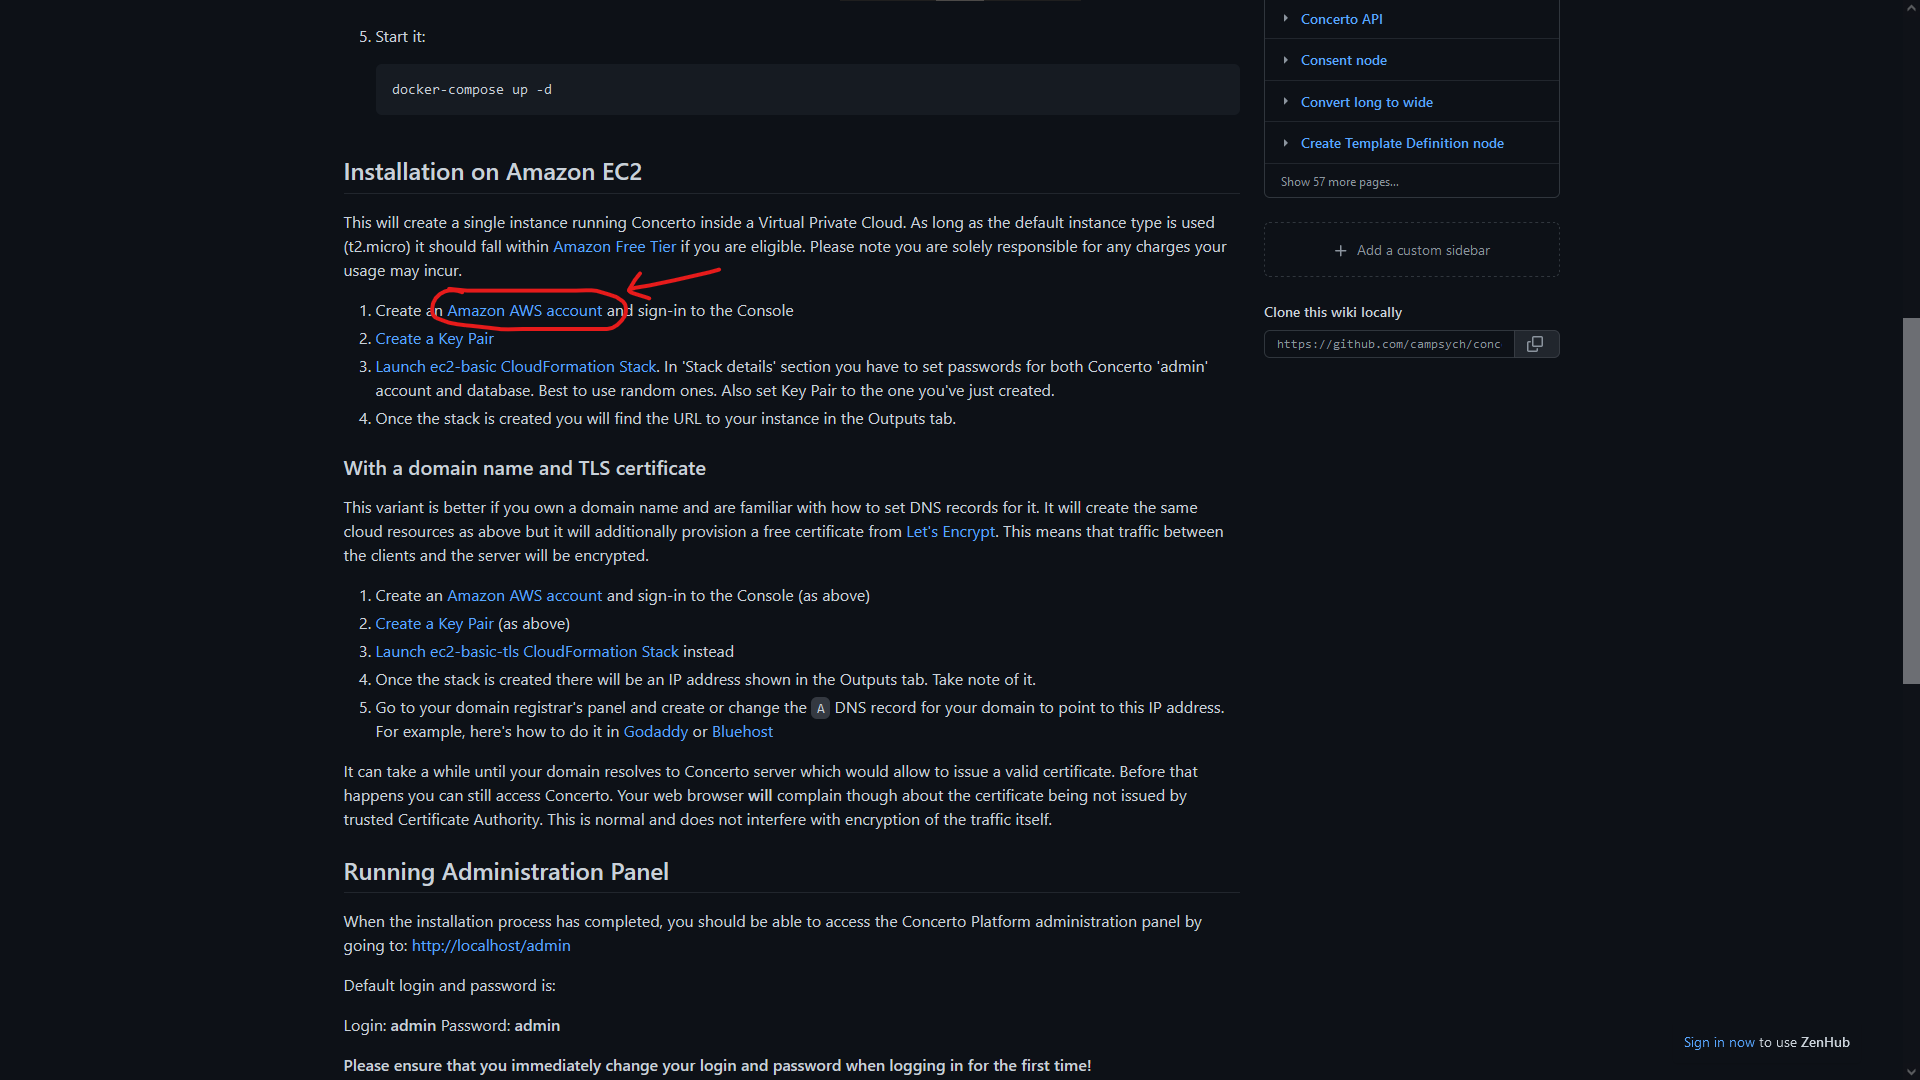 5. Start it:
docker-compose up -d
Installation on Amazon EC2
This will create a single instance running Concerto inside a Virtual Private Cloud. As long as the default instance type is used
(t2.micro) it should fall within Amazon Free Tier if you are eligible. Please note you are solely responsible for any charges your
usage may incur.
1. Create an Amazon AWS account and sign-in to the Console
2. Create a Key Pair
3. Launch ec2-basic CloudFormation Stack. In 'Stack details' section you have to set passwords for both Concerto 'admin'
account and database. Best to use random ones. Also set Key Pair to the one you've just created.
4. Once the stack is created you will find the URL to your instance in the Outputs tab.
With a domain name and TLS certificate
This variant is better if you own a domain name and are familiar with how to set DNS records for it. It will create the same
cloud resources as above but it will additionally provision a free certificate from Let's Encrypt. This means that traffic between
the clients and the server will be encrypted.
1. Create an Amazon AWS account and sign-in to the Console (as above)
2. Create a Key Pair (as above)
3. Launch ec2-basic-tls CloudFormation Stack instead
4. Once the stack is created there will be an IP address shown in the Outputs tab. Take note of it.
5. Go to your domain registrar's panel and create or change the A DNS record for your domain to point to this IP address.
For example, here's how to do it in Godaddy or Bluehost
It can take a while until your domain resolves to Concerto server which would allow to issue a valid certificate. Before that
happens you can still access Concerto. Your web browser will complain though about the certificate being not issued by
trusted Certificate Authority. This is normal and does not interfere with encryption of the traffic itself.
Running Administration Panel
When the installation process has completed, you should be able to access the Concerto Platform administration panel by
going to: http://localhost/admin
Default login and password is:
Login: admin Password: admin
Please ensure that you immediately change your login and password when logging in for the first time!
Concerto API
Consent node
Convert long to wide
Create Template Definition node
Show 57 more pages...
Add a custom sidebar
Clone this wiki locally
https://github.com/campsych/conc
Sign in now to use ZenHub